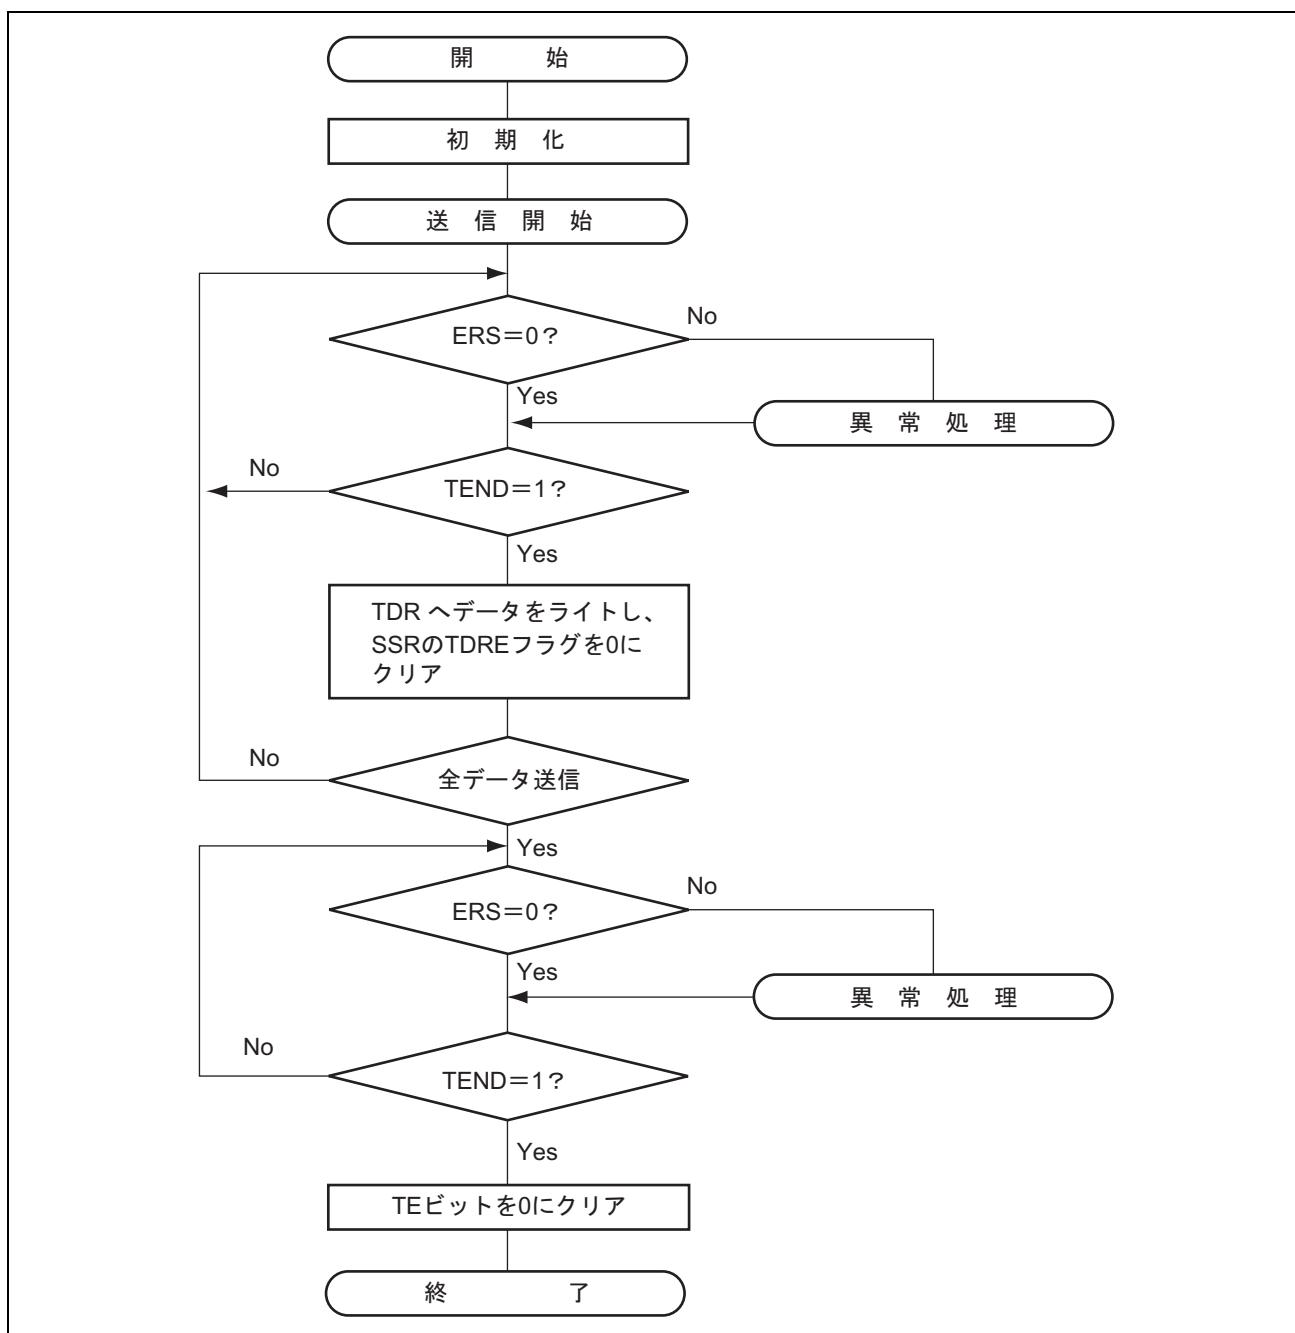 開 始
初 期 化
送 信 開 始
ERS＝0？
No
Yes
異 常 処 理
No
TEND＝1？
Yes
TDR へデータをライトし、
SSRのTDREフラグを0に
クリア
No
全データ送信
Yes
ERS＝0？
No
Yes
異 常 処 理
No
TEND＝1？
Yes
TEビットを0にクリア
終 了